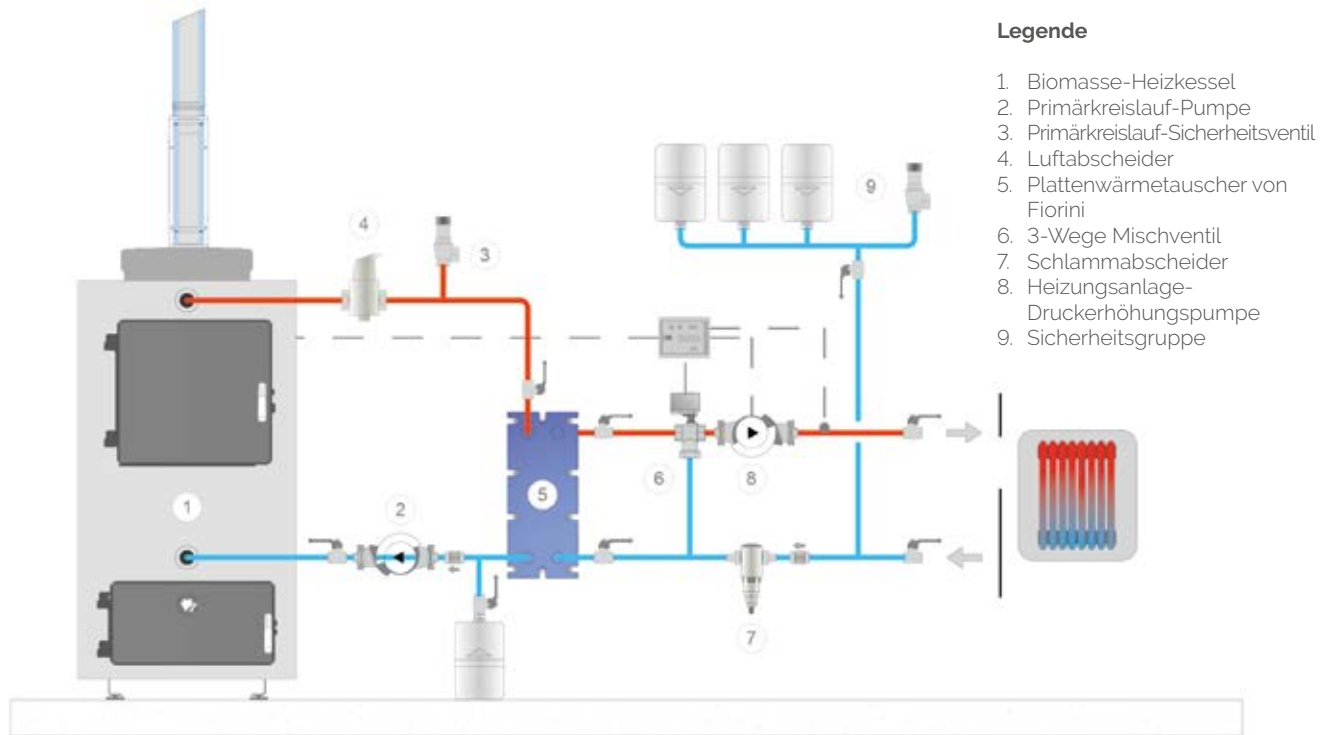 Legende
1. Biomasse-Heizkessel
2. Primärkreislauf-Pumpe
3. Primärkreislauf-Sicherheitsventil
4. Luftabscheider
5. Plattenwärmetauscher von
Fiorini
6. 3-Wege Mischventil
7. Schlammabscheider
8. Heizungsanlage-
Druckerhöhungspumpe
9. Sicherheitsgruppe
9
4
3
6
8
5
1
2
7